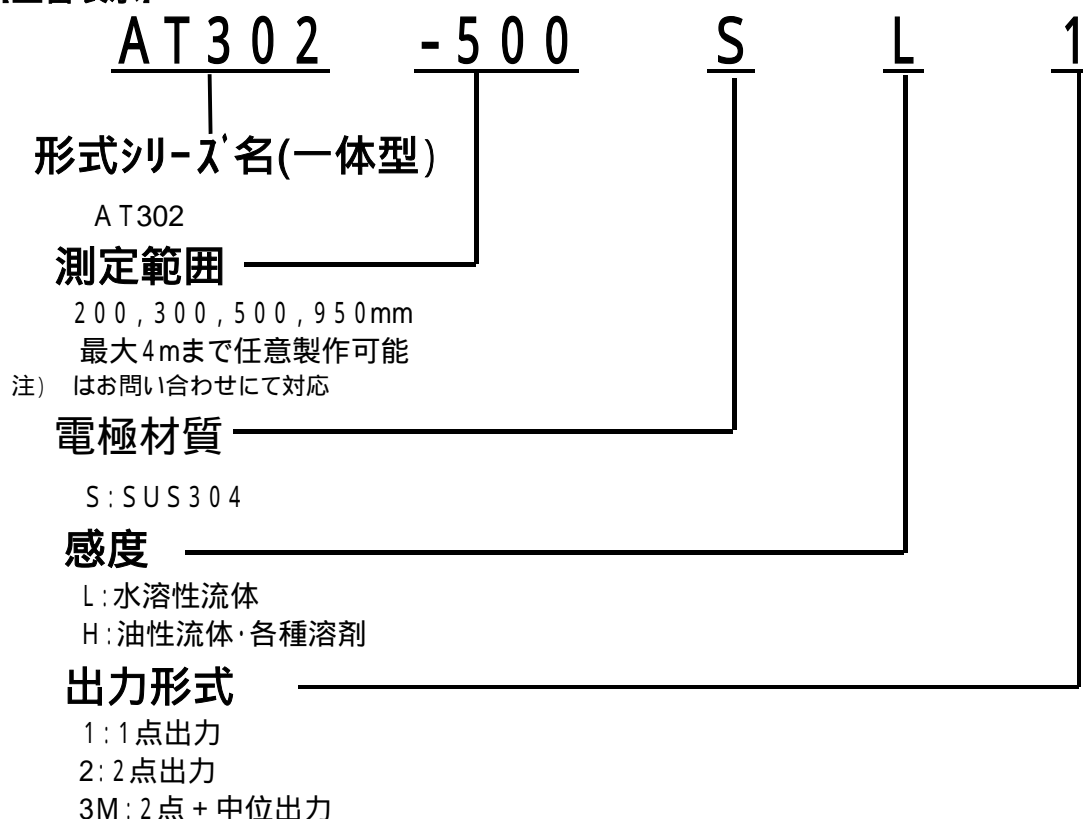 AT302 -500 S L 1
形式ｼﾘｰｽﾞ名(一体型)
AT302
測定範囲
200,300,500,950mm
最大4mまで任意製作可能
注) はお問い合わせにて対応
電極材質
S:SUS304
感度
L:水溶性流体
H:油性流体･各種溶剤
出力形式
1:1点出力
2:2点出力
3M:2点+中位出力